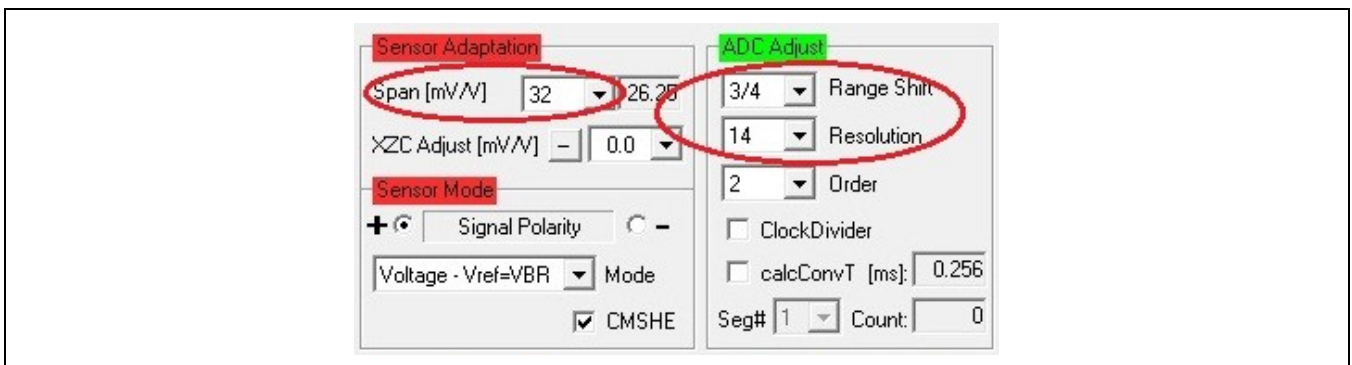 Sensor Adaptation
Span [mV/V] 32 26.25
XZC Adjust [mV/V] – 0.0
Sensor Mode
+ Signal Polarity –
Voltage - Vref=VBR Mode
CMSHE
ADC Adjust
3/4 Range Shift
14 Resolution
2 Order
ClockDivider
calcConvT [ms]: 0.256
Seg# 1 Count: 0